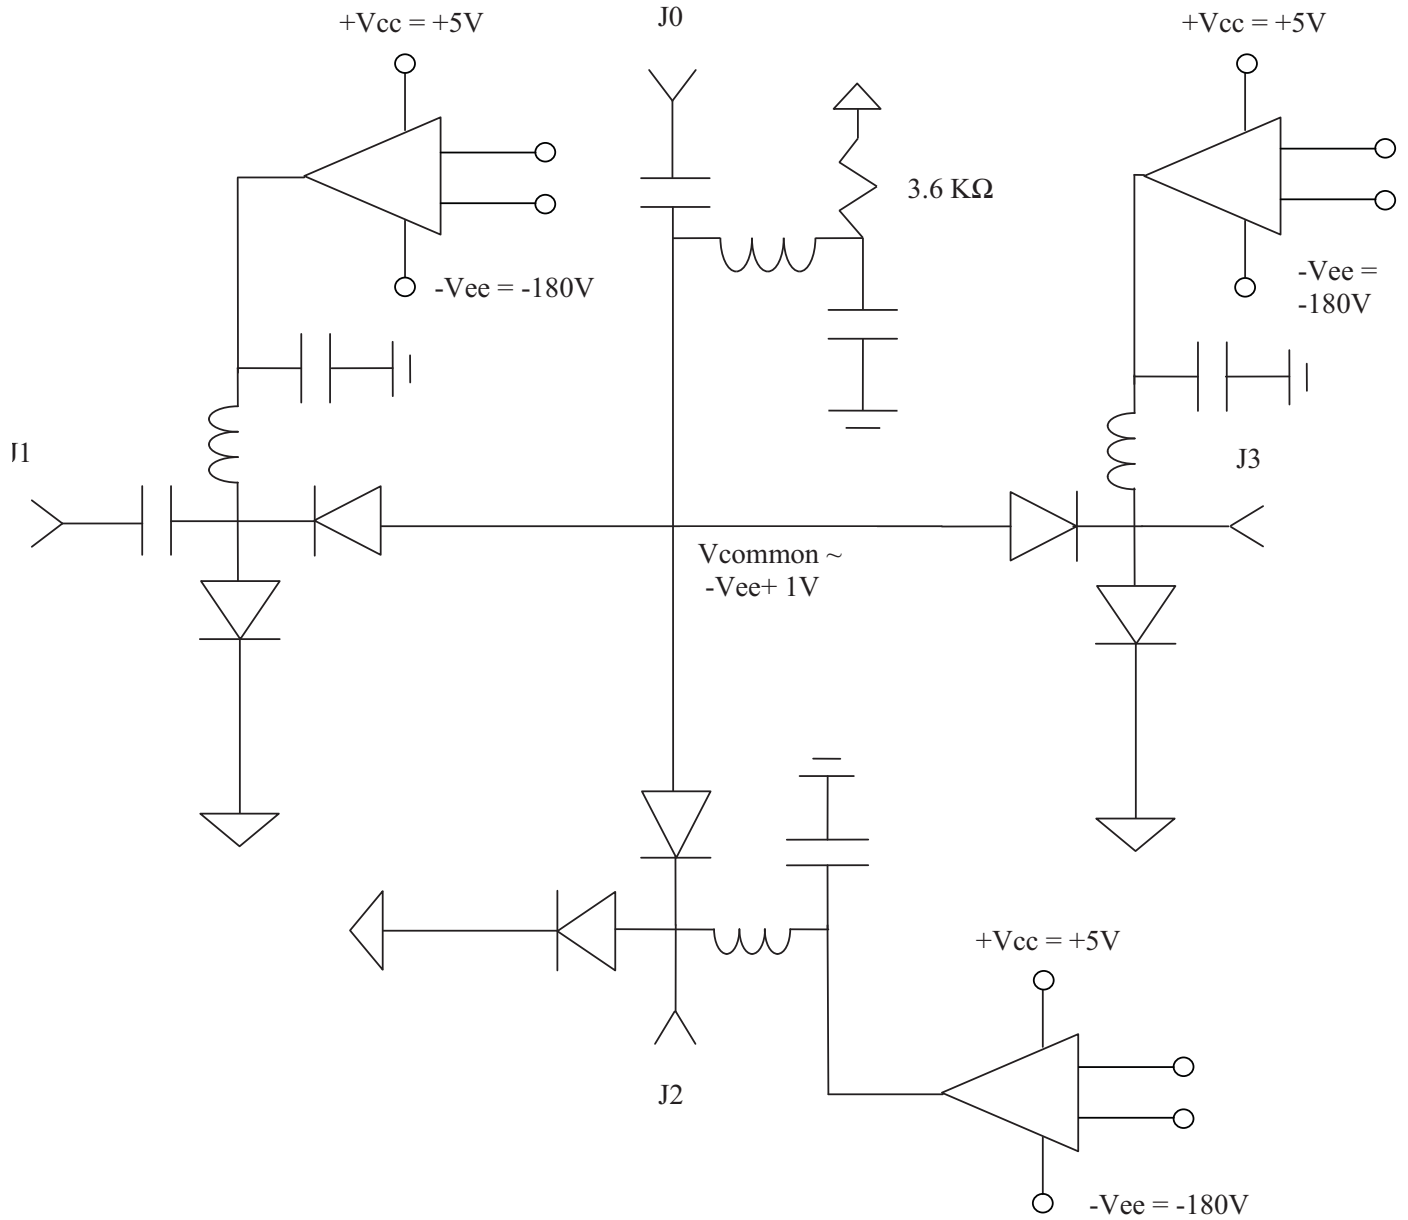 J0
+Vcc = +5V
+Vcc = +5V
3.6 KΩ
-Vee = -180V
-Vee =
-180V
J1
J3
Vcommon ~
-Vee+ 1V
+Vcc = +5V
J2
-Vee = -180V